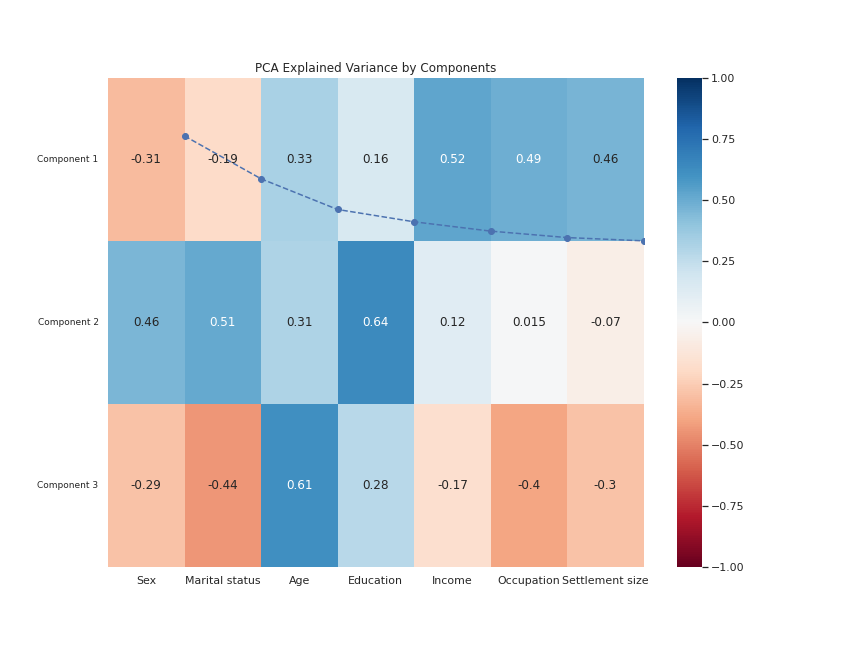 PCA Explained Variance by Components
Component 1 -0.31 -0.19 0.33 0.16 0.52 0.49 0.46
Component 2 0.46 0.51 0.31 0.64 0.12 0.015 -0.07
Component 3 -0.29 -0.44 0.61 0.28 -0.17 -0.4 -0.3
Sex Marital status Age Education Income Occupation Settlement size
1.00
0.75
0.50
0.25
0.00
−0.25
−0.50
−0.75
−1.00